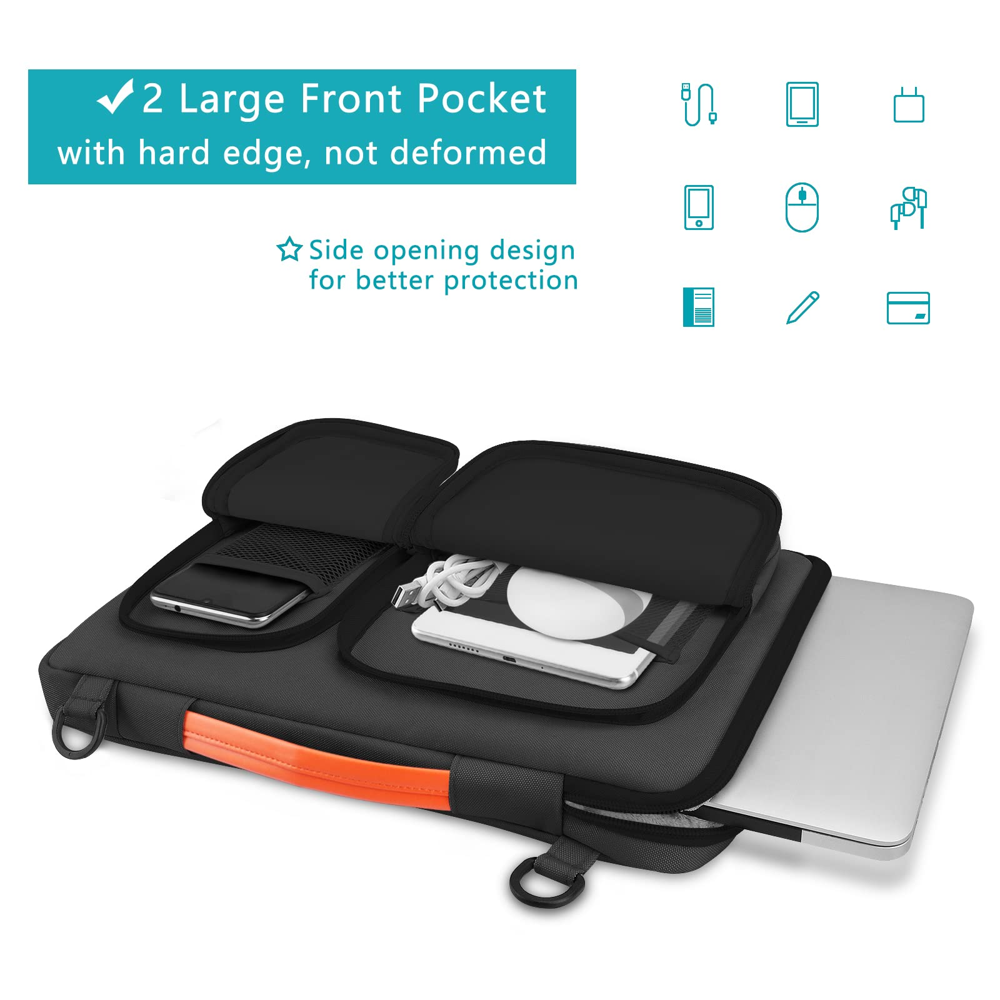 2 Large Front Pocket
with hard edge, not deformed
Side opening design
for better protection